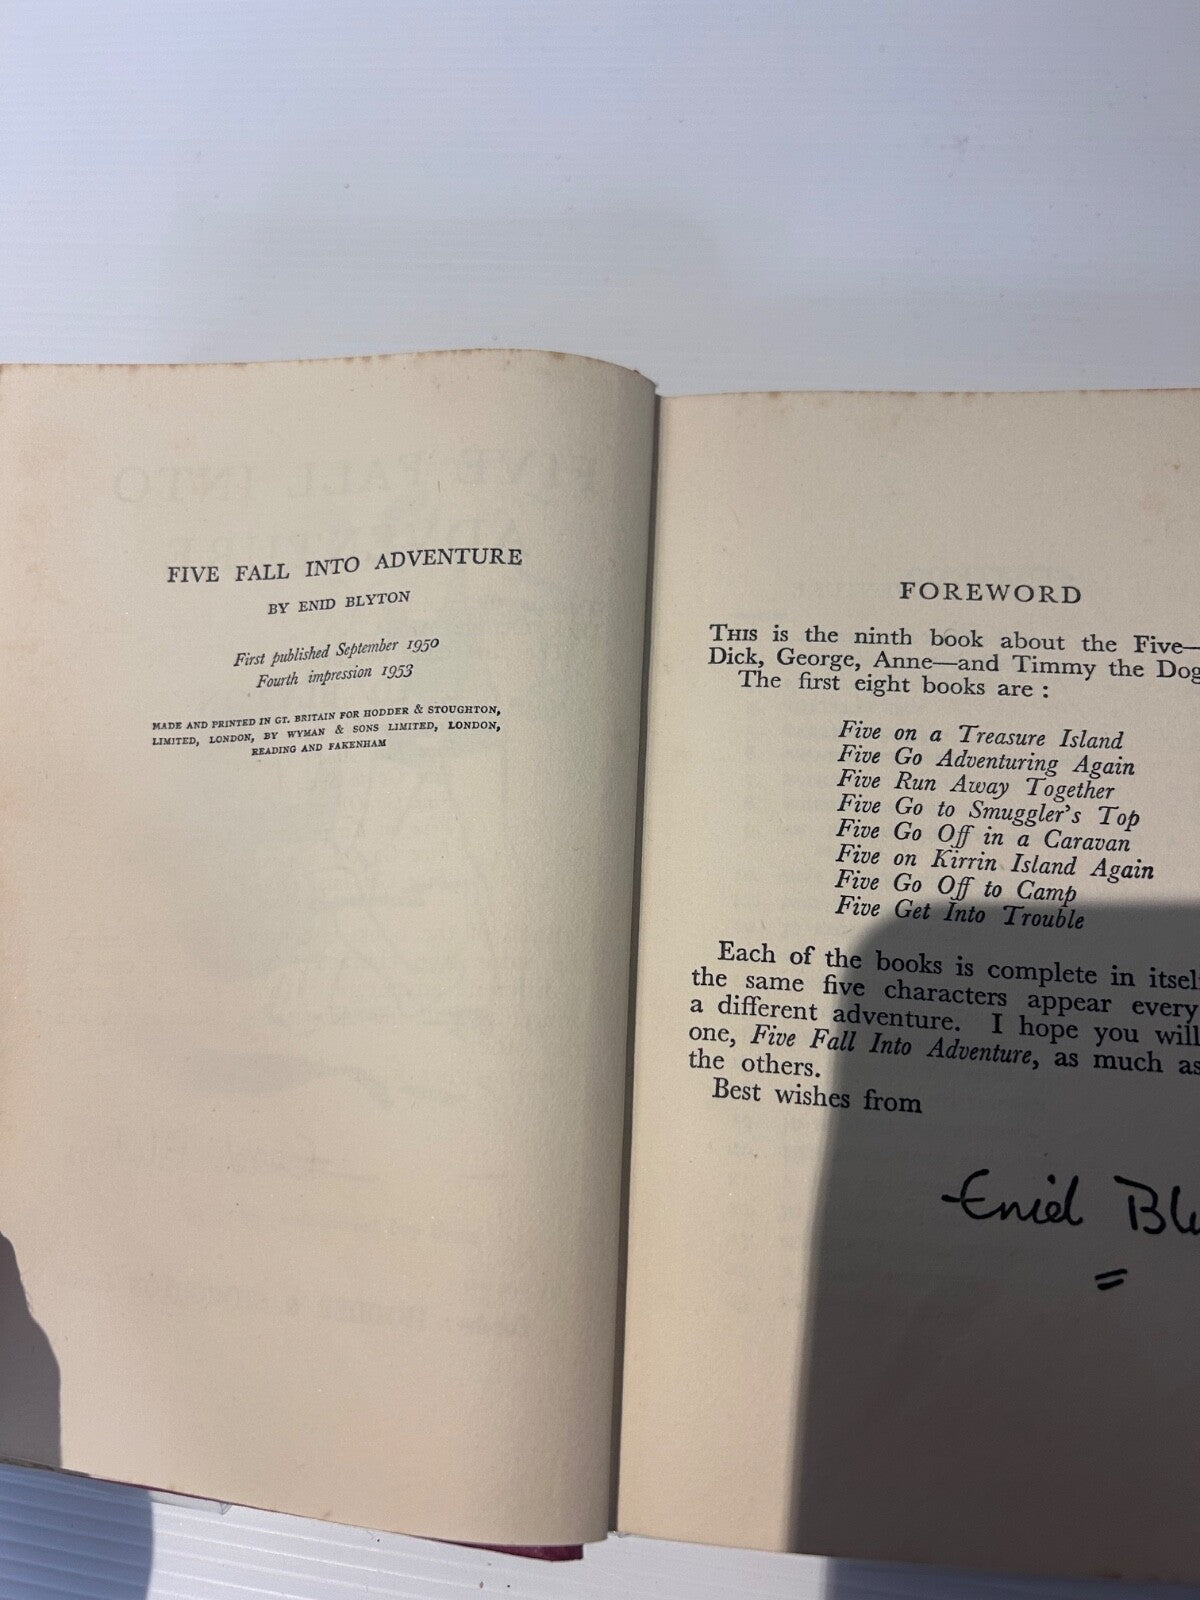 FIVE FALL INTO ADVENTURE
BY ENID BLYTON
First published September 1950
Fourth impression 1953
MADE AND PRINTED IN GT. BRITAIN FOR HODDER & STOUGHTON,
LIMITED, LONDON, BY WYMAN & SONS LIMITED, LONDON,
READING AND FAKENHAM
FOREWORD
THIS is the ninth book about the Five—
Dick, George, Anne—and Timmy the Dog
The first eight books are :
Five on a Treasure Island
Five Go Adventuring Again
Five Run Away Together
Five Go to Smuggler's Top
Five Go Off in a Caravan
Five on Kirrin Island Again
Five Go Off to Camp
Five Get Into Trouble
Each of the books is complete in itsel
the same five characters appear every
a different adventure. I hope you will
one, Five Fall Into Adventure, as much as
the others.
Best wishes from
Enid Bl